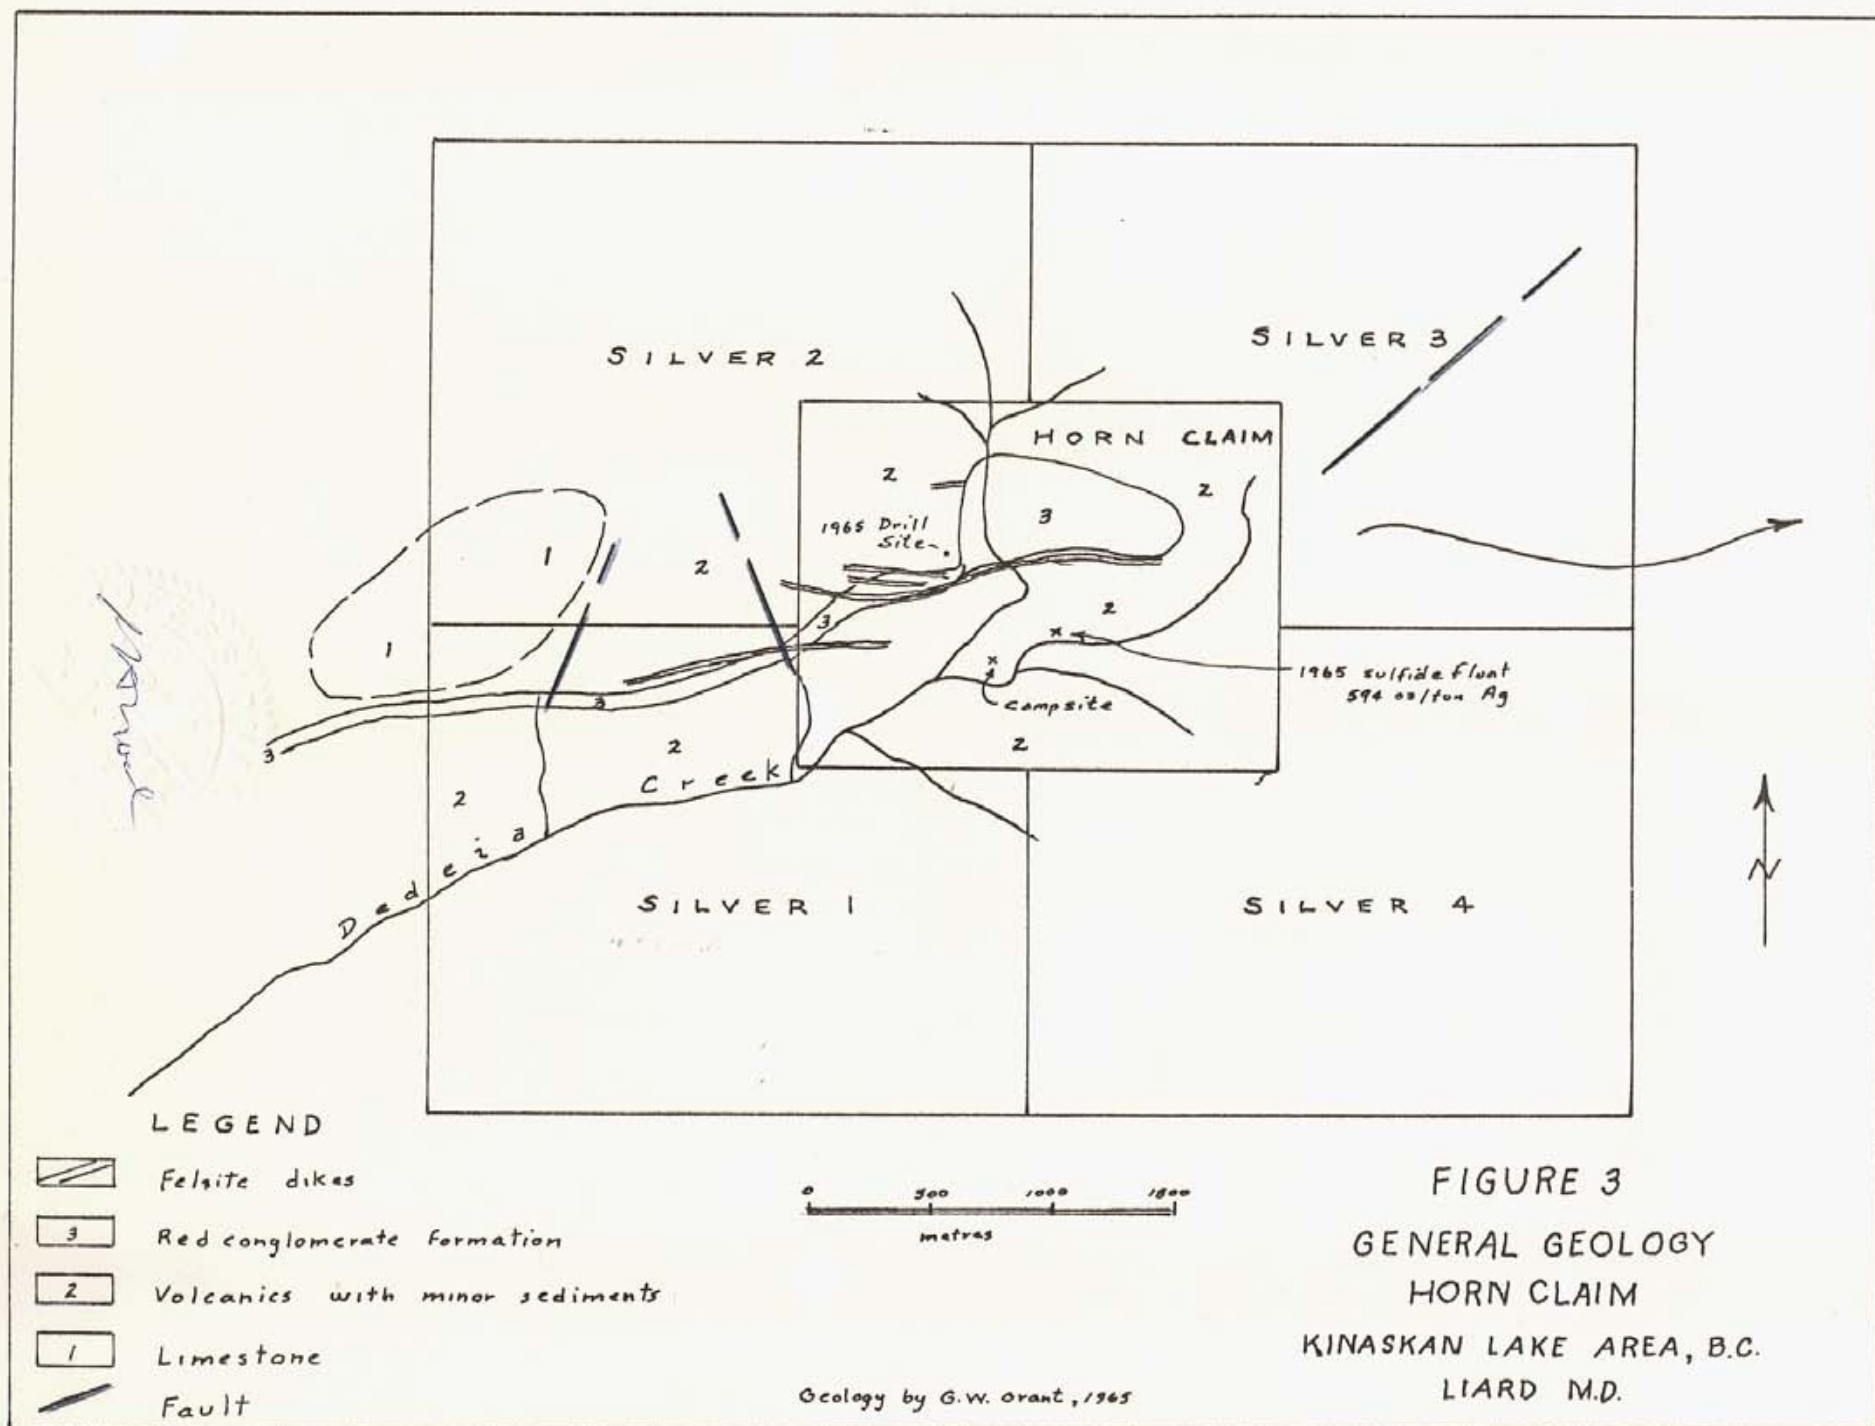 SILVER 2
SILVER 3
HORN CLAIM
2
2
3
1965 Drill
Site
1
2
2
3
1
1965 sulfide float
594 oz/ton Ag
campsite
3
3
2
2
Creek
2
Dedeia
SILVER 1
SILVER 4
N
LEGEND
Felsite dikes
3 Red conglomerate Formation
2 Volcanics with minor sediments
1 Limestone
Fault
0 500 1000 1500
metres
Geology by G.W. Grant, 1965
FIGURE 3
GENERAL GEOLOGY
HORN CLAIM
KINASKAN LAKE AREA, B.C.
LIARD M.D.